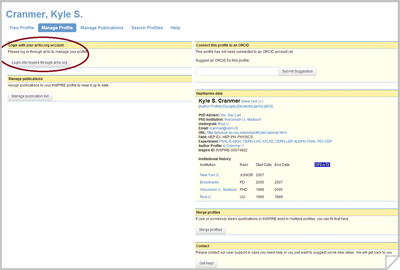 Cranmer, Kyle S.
View Profile Manage Profile Manage Publications Search Profiles Help
Login with your arXiv.org account
Please log in through arXiv to manage your profile.
Login into Inspire through arXiv.org
Manage publications
Assign publications to your INSPIRE profile to keep it up to date.
Manage publication list
Connect this profile to an ORCID
This profile has not been connected to an ORCID account yet.
Suggest an ORCID for this profile:
Submit Suggestion
HepNames data
Kyle S. Cranmer (New York U.)
[Author Profile] [Google] [Students] [arXiv] [ADS]
PhD Advisor: Wu, Sau Lan
PhD Institution: Wisconsin U., Madison
Undergrad: Rice U.
Email:
URL:
Field: HEP-EX, HEP-PH, PHYSICS
Experiment:
Author Profile: K.Cranmer.1
Inspire ID: INSPIRE-00074822
Institutional history
Institution Rank Start Date End Date
New York U. JUNIOR 2007
Brookhaven PD 2005 2007
Wisconsin U., Madison PHD 1999 2005
Rice U. UG 1995 1999
Merge profiles
If your or somebody else's publications in INSPIRE exist in multiple profiles, you can fix that here.
Merge profiles
Contact
Please contact our user support in case you need help or you just want to suggest some new ideas. We will get back to you.
Get help!